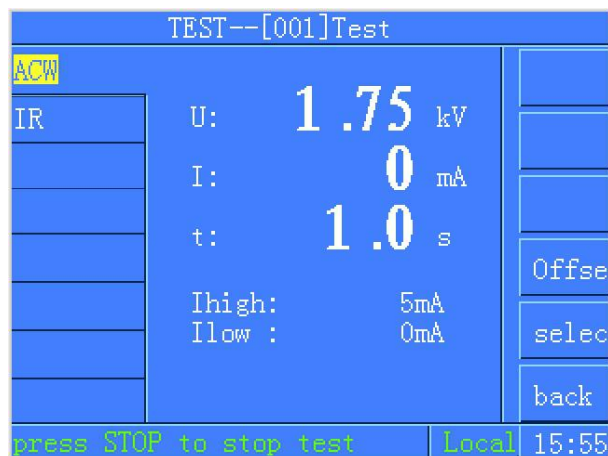 TEST--[001]Test
ACW
IR
U: 1.75 kV
I: 0 mA
t: 1.0 s
Ihigh: 5mA
Ilow : 0mA
Offse
selec
back
press STOP to stop test
Local
15:55